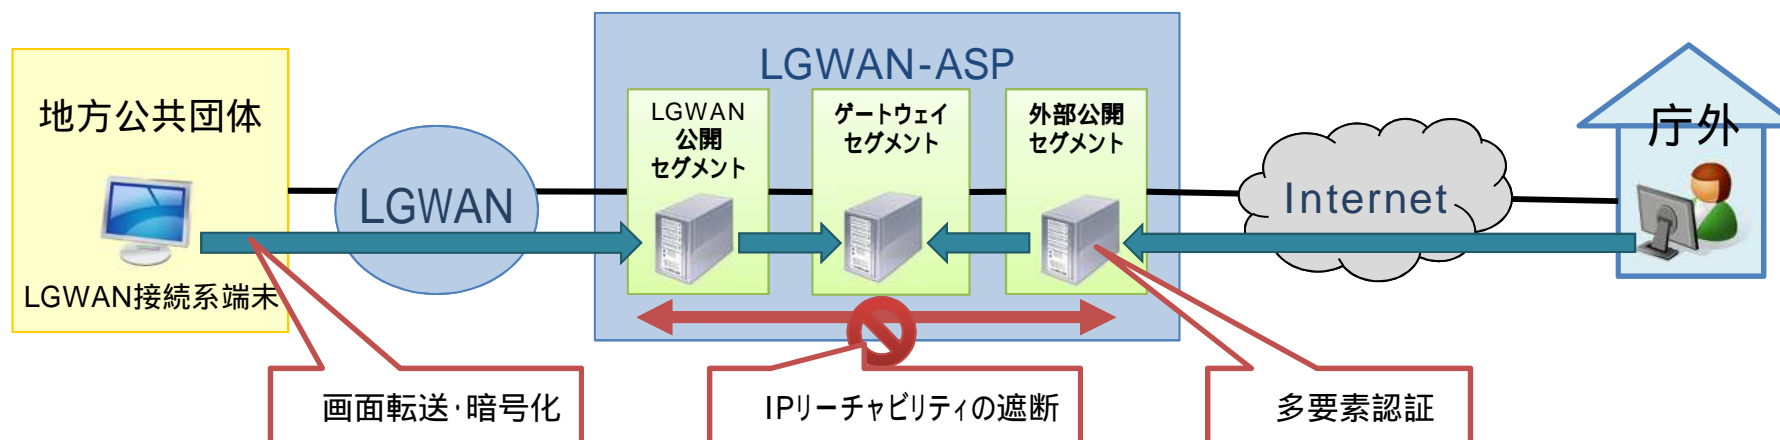 地方公共団体
LGWAN接続系端末
LGWAN
LGWAN-ASP
LGWAN
公開
セグメント
ゲートウェイ
セグメント
外部公開
セグメント
Internet
庁外
画面転送・暗号化
IPリーチャビリティの遮断
多要素認証